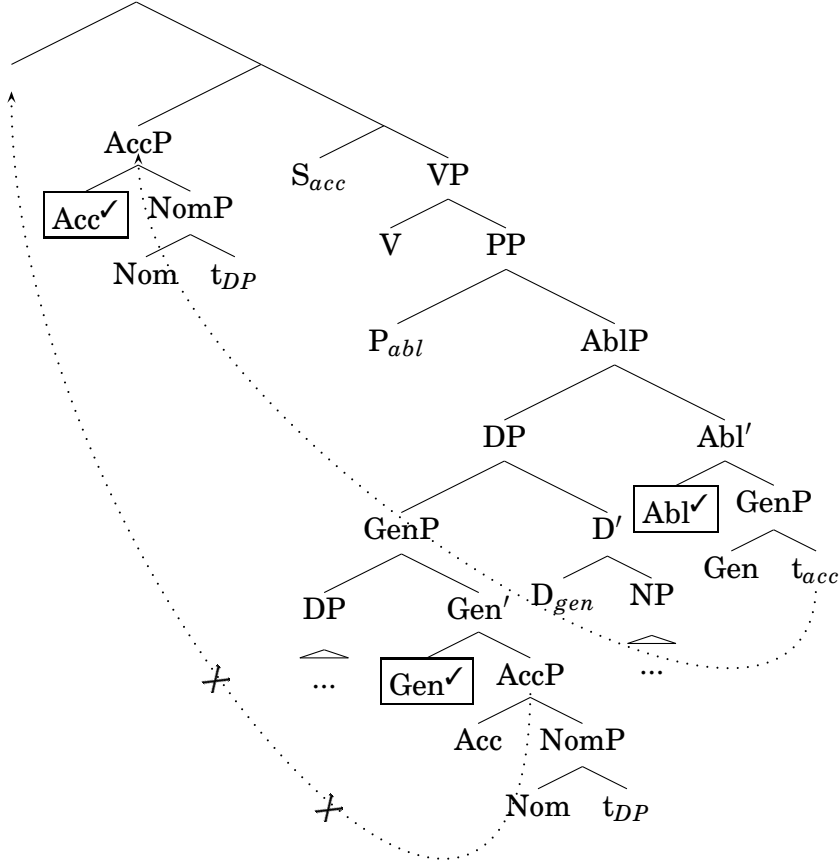 AccP
S_acc VP
Acc✓ NomP
V PP
Nom t_DP
P_abl AblP
DP Abl′
Abl✓ GenP
GenP D′
Gen t_acc
DP Gen′ D_gen NP
... Gen✓ AccP ...
Acc NomP
Nom t_DP